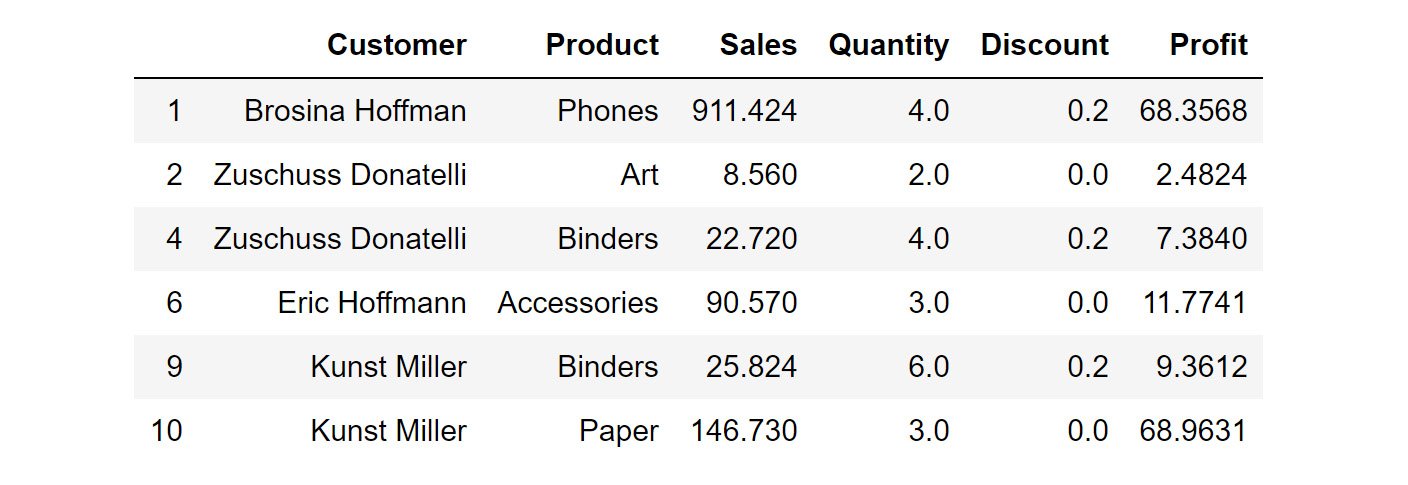 Customer Product Sales Quantity Discount Profit
1 Brosina Hoffman Phones 911.424 4.0 0.2 68.3568
2 Zuschuss Donatelli Art 8.560 2.0 0.0 2.4824
4 Zuschuss Donatelli Binders 22.720 4.0 0.2 7.3840
6 Eric Hoffmann Accessories 90.570 3.0 0.0 11.7741
9 Kunst Miller Binders 25.824 6.0 0.2 9.3612
10 Kunst Miller Paper 146.730 3.0 0.0 68.9631